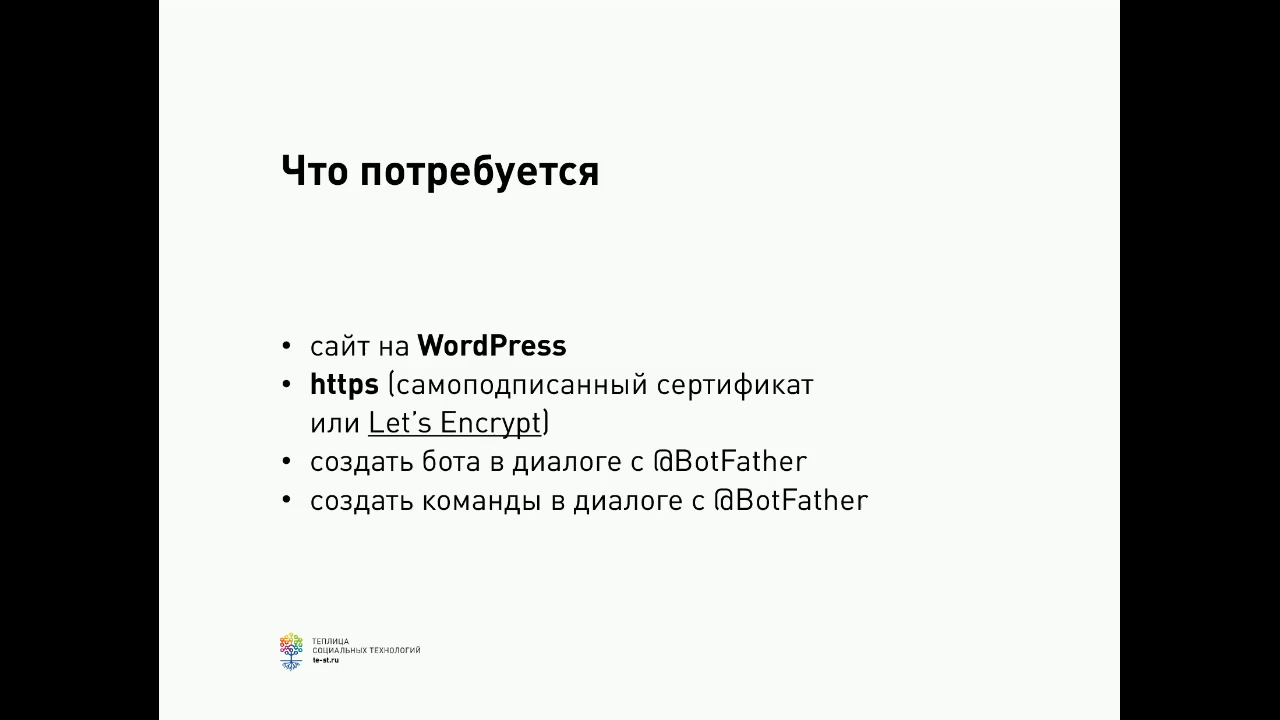 Что потребуется
• сайт на WordPress
• https (самоподписанный сертификат
или Let’s Encrypt)
• создать бота в диалоге с @BotFather
• создать команды в диалоге с @BotFather
ТЕПЛИЦА
СОЦИАЛЬНЫХ ТЕХНОЛОГИЙ
te-st.ru